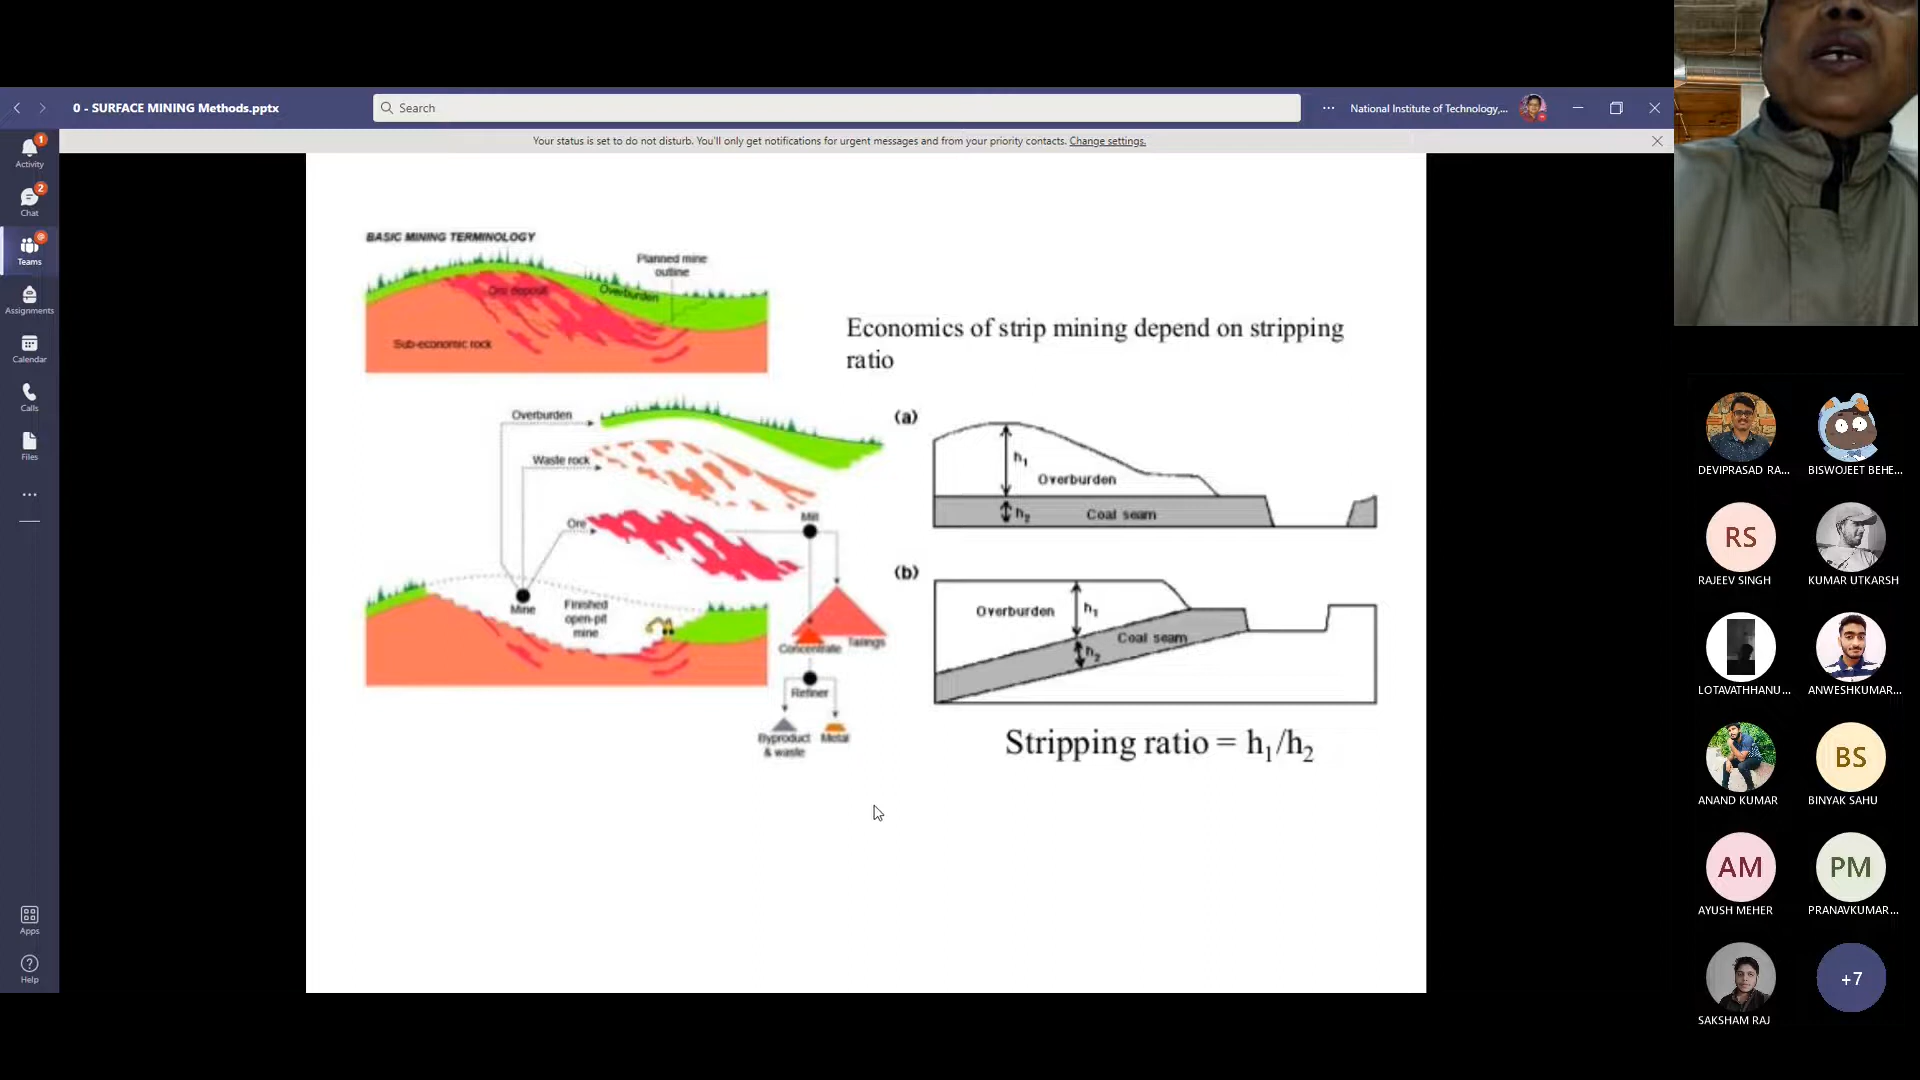 0 - SURFACE MINING Methods.pptx
Search
National Institute of Technology,...
Your status is set to do not disturb. You'll only get notifications for urgent messages and from your priority contacts. Change settings.
1
Activity
2
Chat
@
Teams
Assignments
Calendar
Calls
Files
Apps
Help
BASIC MINING TERMINOLOGY
Planned mine
outline
Ore deposit
Overburden
Sub-economic rock
Overburden
Waste rock
Ore
Mill
Mine
Finished
open-pit
mine
Concentrate
Tailings
Refiner
Byproduct
& waste
Metal
Economics of strip mining depend on stripping
ratio
(a)
h1
Overburden
h2
Coal seam
(b)
Overburden
h1
Coal seam
h2
Stripping ratio = h1/h2
DEVIPRASAD RA...
BISWOJEET BEHE...
RS
RAJEEV SINGH
KUMAR UTKARSH
LOTAVATHHANU...
ANWESHKUMAR...
ANAND KUMAR
BS
BINYAK SAHU
AM
AYUSH MEHER
PM
PRANAVKUMAR...
SAKSHAM RAJ
+7